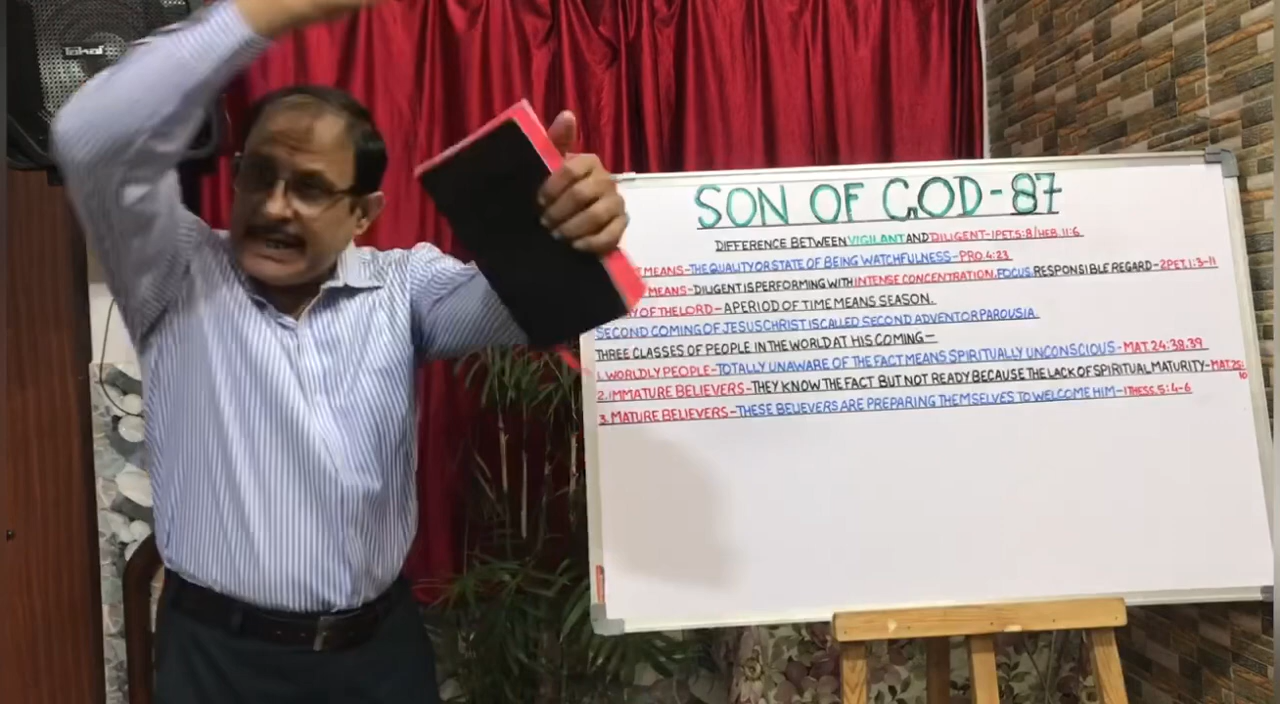 SON OF GOD-87
DIFFERENCE BETWEEN VIGILANT AND DILIGENT-1PET.5:8/HEB.11:6
MEANS-THE QUALITY OR STATE OF BEING WATCHFULNESS-PRO.4:23
MEANS-DILIGENT IS PERFORMING WITH INTENSE CONCENTRATION, FOCUS, RESPONSIBLE REGARD-2PET.1:3-11
OF THE LORD-A PERIOD OF TIME MEANS SEASON.
SECOND COMING OF JESUS CHRIST IS CALLED SECOND ADVENT OR PAROUSIA.
THREE CLASSES OF PEOPLE IN THE WORLD AT HIS COMING-
1. WORLDLY PEOPLE-TOTALLY UNAWARE OF THE FACT MEANS SPIRITUALLY UNCONSCIOUS-MAT.24:38,39
2. IMMATURE BELIEVERS-THEY KNOW THE FACT BUT NOT READY BECAUSE THE LACK OF SPIRITUAL MATURITY-MAT.25:10
3. MATURE BELIEVERS-THESE BELIEVERS ARE PREPARING THEMSELVES TO WELCOME HIM-1THESS.5:4-6